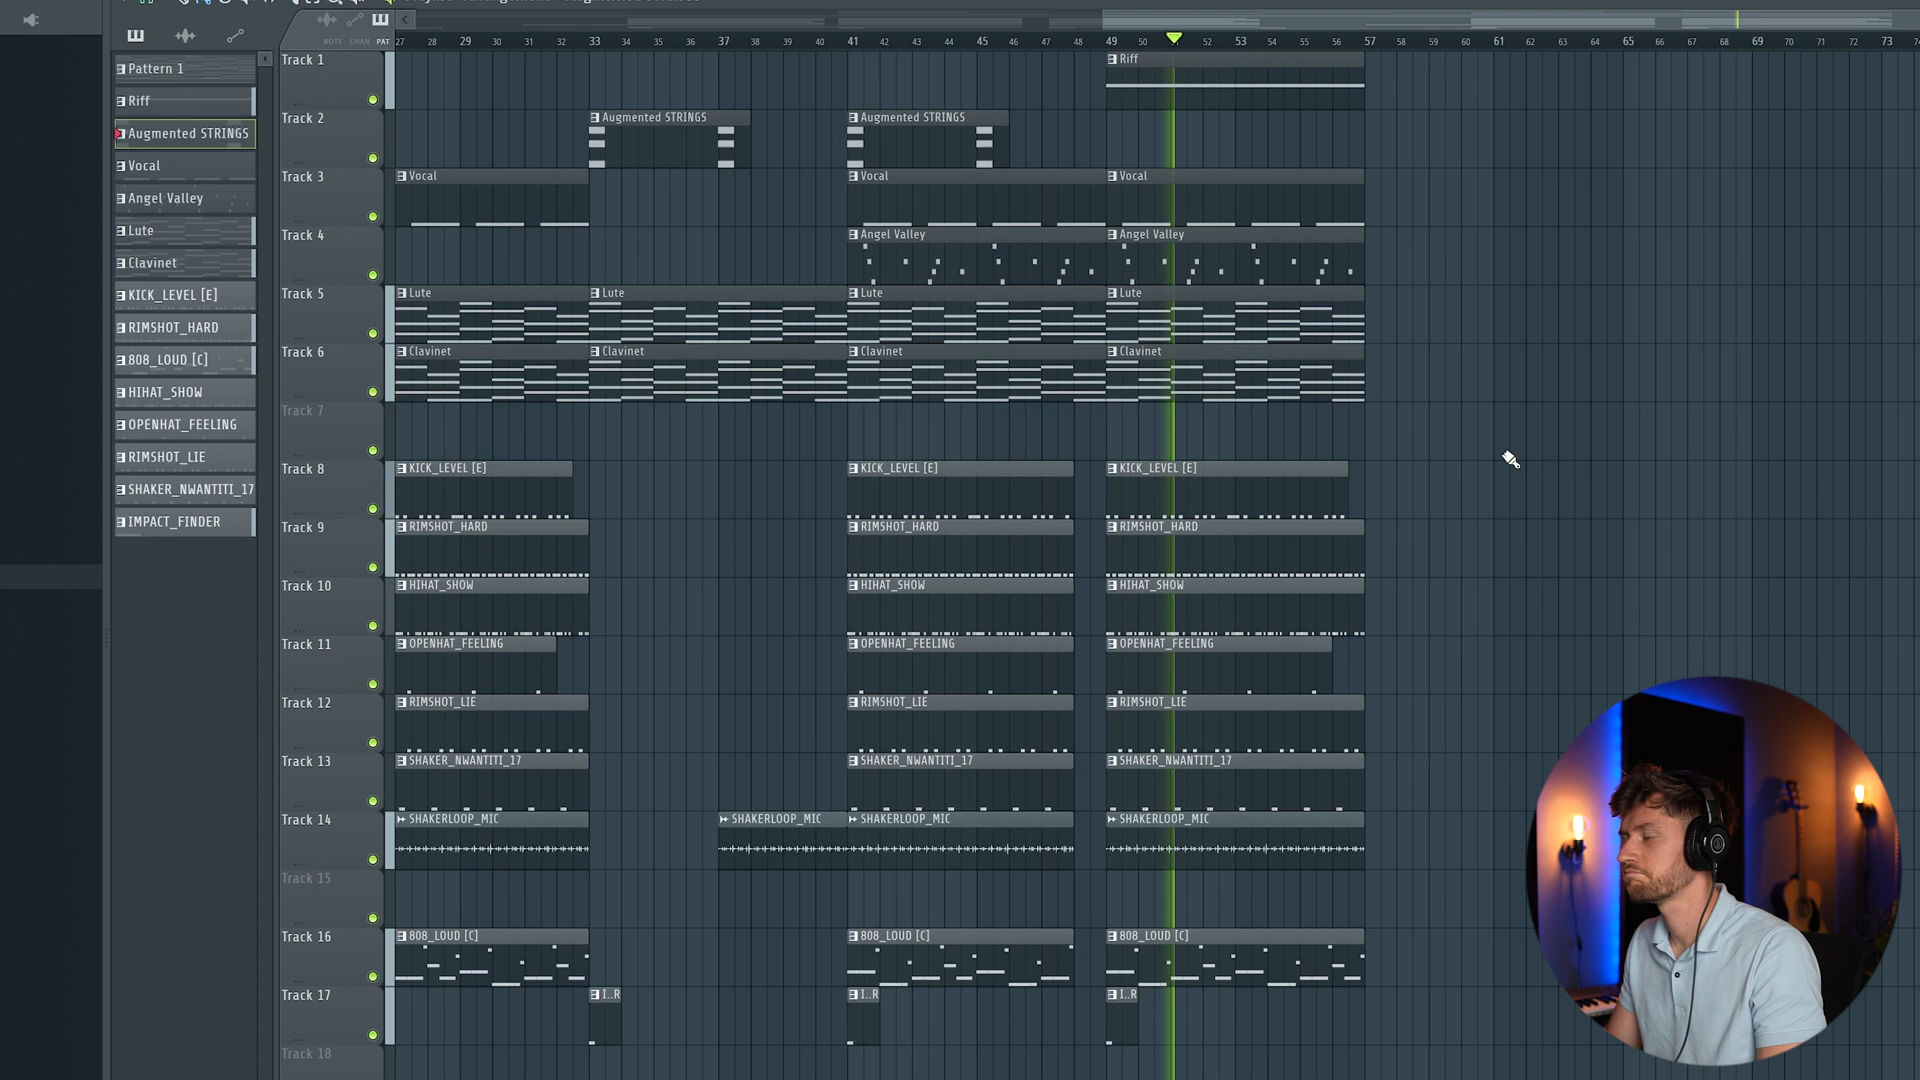 NOTE CHAN PAT
27 28 29 30 31 32 33 34 35 36 37 38 39 40 41 42 43 44 45 46 47 48 49 50 52 53 54 55 56 57 58 59 60 61 62 63 64 65 66 67 68 69 70 71 72 73
Pattern 1
Riff
Augmented STRINGS
Vocal
Angel Valley
Lute
Clavinet
KICK_LEVEL [E]
RIMSHOT_HARD
808_LOUD [C]
HIHAT_SHOW
OPENHAT_FEELING
RIMSHOT_LIE
SHAKER_NWANTITI_17
IMPACT_FINDER
Track 1
Riff
Track 2
Augmented STRINGS
Augmented STRINGS
Track 3
Vocal
Vocal
Vocal
Track 4
Angel Valley
Angel Valley
Track 5
Lute
Lute
Lute
Lute
Track 6
Clavinet
Clavinet
Clavinet
Clavinet
Track 7
Track 8
KICK_LEVEL [E]
KICK_LEVEL [E]
KICK_LEVEL [E]
Track 9
RIMSHOT_HARD
RIMSHOT_HARD
RIMSHOT_HARD
Track 10
HIHAT_SHOW
HIHAT_SHOW
HIHAT_SHOW
Track 11
OPENHAT_FEELING
OPENHAT_FEELING
OPENHAT_FEELING
Track 12
RIMSHOT_LIE
RIMSHOT_LIE
RIMSHOT_LIE
Track 13
SHAKER_NWANTITI_17
SHAKER_NWANTITI_17
SHAKER_NWANTITI_17
Track 14
SHAKERLOOP_MIC
SHAKERLOOP_MIC
SHAKERLOOP_MIC
SHAKERLOOP_MIC
Track 15
Track 16
808_LOUD [C]
808_LOUD [C]
808_LOUD [C]
Track 17
I..R
I..R
I..R
Track 18